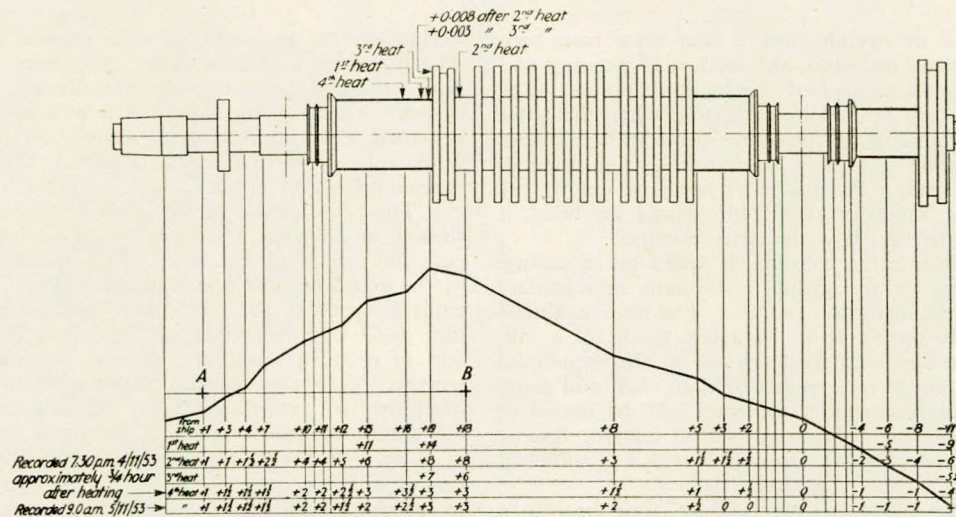 +0·008 after 2nd heat
+0·003 " 3rd "
3rd heat
2nd heat
1st heat
4th heat
A
B
from ship +1 +3 +4 +7 +10 +11 +12 +15 +16 +19 +18 +8 +5 +3 +2 0 -4 -6 -8 -11
1st heat +11 +14 -5 -9
2nd heat +1 +1 +1½ +2½ +4 +4 +5 +6 +8 +8 +3 +1½ +1½ +½ 0 -2 -3 -4 -6
3rd heat +7 +6
4th heat +1 +1½ +1½ +1½ +2 +2 +2½ +3 +3½ +3 +3 +1½ +1 +½ 0 -1 -1 -1 -4
" +1 +1½ +1½ +1½ +2 +2 +1½ +2 +2½ +3 +3 +2 +½ 0 0 0 -1 -1 -1 -4
Recorded 7·30 p.m. 4/11/53
approximately ¾ hour
after heating
Recorded 9.0 a.m. 5/11/53